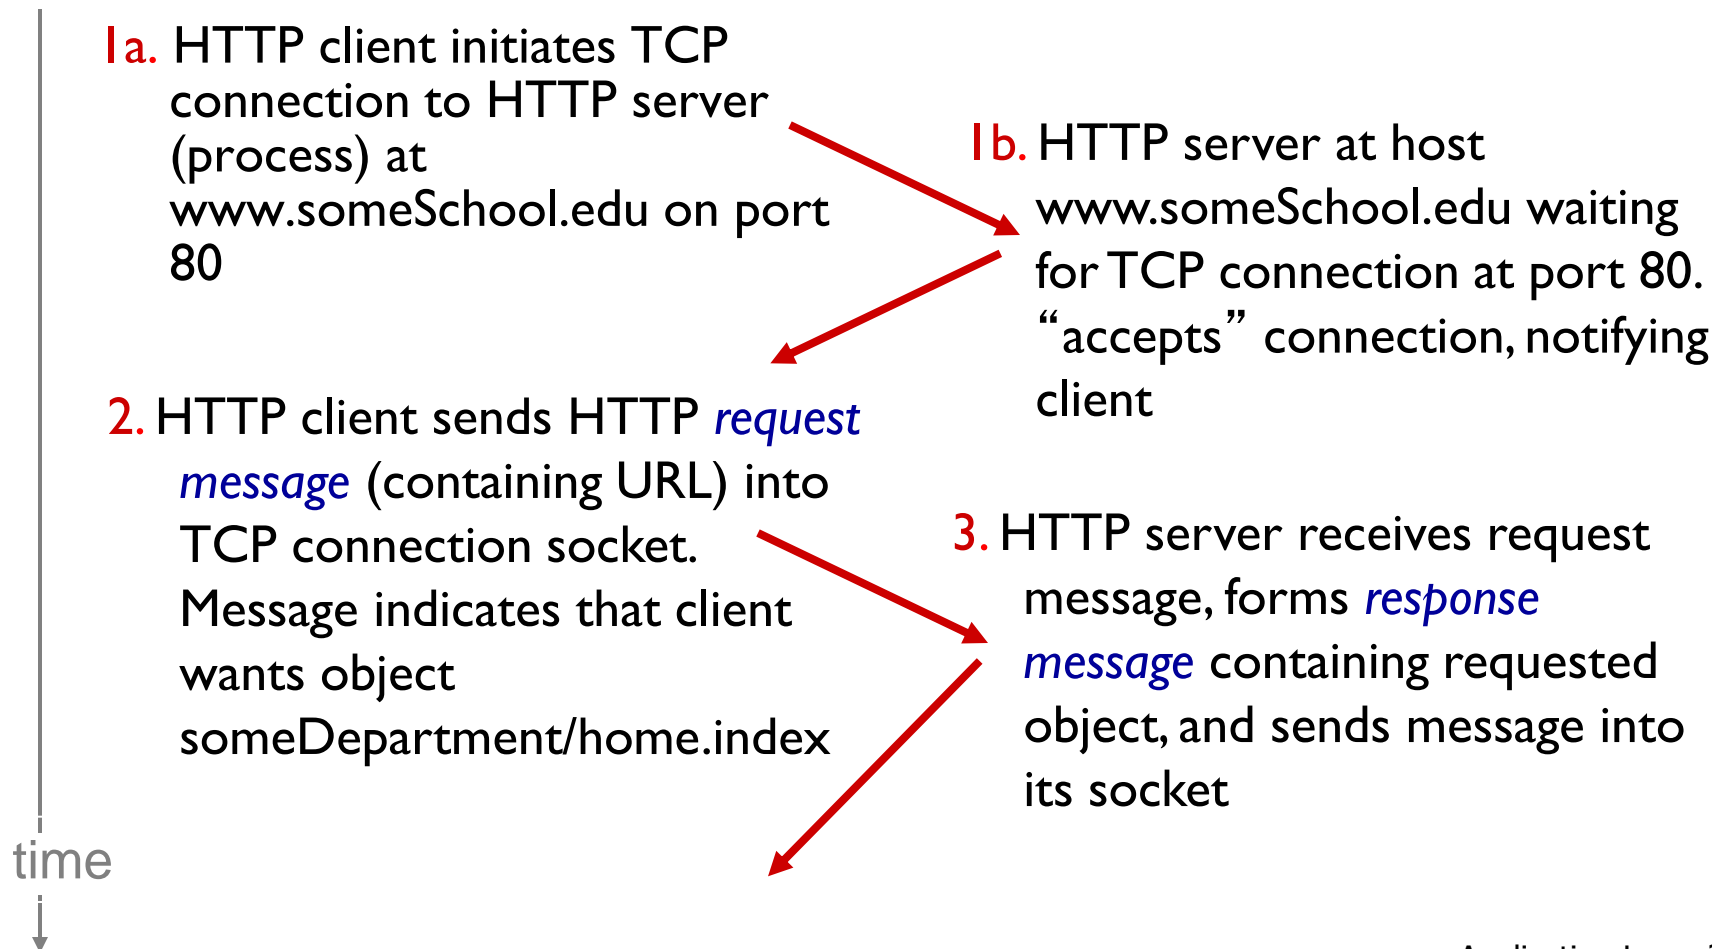 1a. HTTP client initiates TCP
connection to HTTP server
(process) at
www.someSchool.edu on port
80
1b. HTTP server at host
www.someSchool.edu waiting
for TCP connection at port 80.
“accepts” connection, notifying
client
2. HTTP client sends HTTP request
message (containing URL) into
TCP connection socket.
Message indicates that client
wants object
someDepartment/home.index
3. HTTP server receives request
message, forms response
message containing requested
object, and sends message into
its socket
time